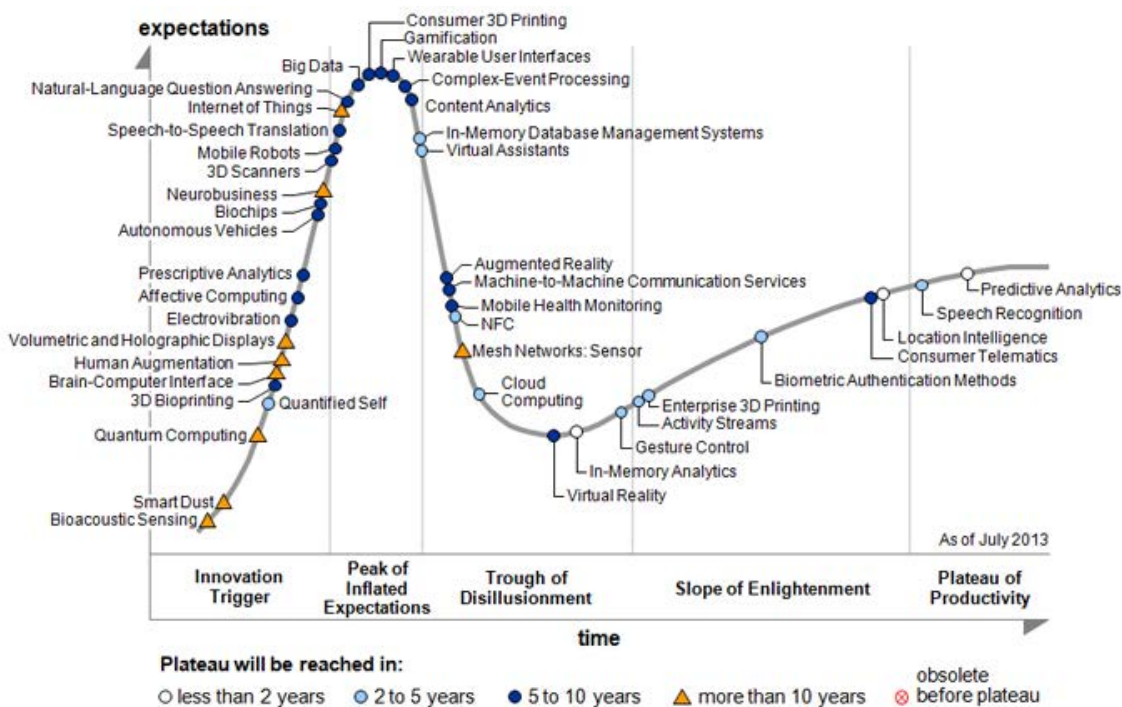 expectations
Consumer 3D Printing
Gamification
Wearable User Interfaces
Big Data
Complex-Event Processing
Natural-Language Question Answering
Content Analytics
Internet of Things
Speech-to-Speech Translation
In-Memory Database Management Systems
Mobile Robots
Virtual Assistants
3D Scanners
Neurobusiness
Biochips
Autonomous Vehicles
Augmented Reality
Prescriptive Analytics
Machine-to-Machine Communication Services
Predictive Analytics
Affective Computing
Mobile Health Monitoring
Speech Recognition
Electrovibration
NFC
Volumetric and Holographic Displays
Location Intelligence
Mesh Networks: Sensor
Consumer Telematics
Human Augmentation
Brain-Computer Interface
Cloud
Computing
Biometric Authentication Methods
3D Bioprinting
Quantified Self
Enterprise 3D Printing
Activity Streams
Quantum Computing
Gesture Control
In-Memory Analytics
Virtual Reality
Smart Dust
Bioacoustic Sensing
As of July 2013
Innovation
Trigger
Peak of
Inflated
Expectations
Trough of
Disillusionment
Slope of Enlightenment
Plateau of
Productivity
time
Plateau will be reached in:
less than 2 years
2 to 5 years
5 to 10 years
more than 10 years
obsolete
before plateau